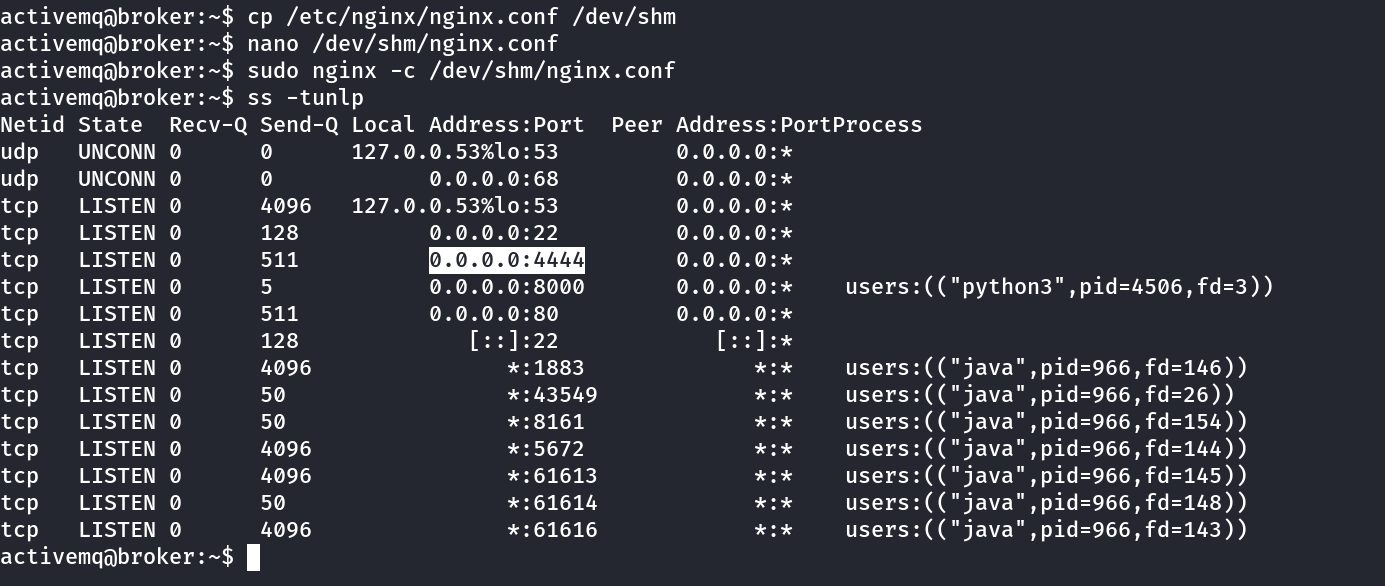 activemq@broker:~$ cp /etc/nginx/nginx.conf /dev/shm
activemq@broker:~$ nano /dev/shm/nginx.conf
activemq@broker:~$ sudo nginx -c /dev/shm/nginx.conf
activemq@broker:~$ ss -tunlp
Netid State  Recv-Q Send-Q Local Address:Port  Peer Address:PortProcess
udp   UNCONN 0      0      127.0.0.53%lo:53         0.0.0.0:*
udp   UNCONN 0      0            0.0.0.0:68         0.0.0.0:*
tcp   LISTEN 0      4096   127.0.0.53%lo:53         0.0.0.0:*
tcp   LISTEN 0      128          0.0.0.0:22         0.0.0.0:*
tcp   LISTEN 0      511          0.0.0.0:4444       0.0.0.0:*
tcp   LISTEN 0      5            0.0.0.0:8000       0.0.0.0:*    users:(("python3",pid=4506,fd=3))
tcp   LISTEN 0      511          0.0.0.0:80         0.0.0.0:*
tcp   LISTEN 0      128             [::]:22            [::]:*
tcp   LISTEN 0      4096               *:1883             *:*    users:(("java",pid=966,fd=146))
tcp   LISTEN 0      50                 *:43549            *:*    users:(("java",pid=966,fd=26))
tcp   LISTEN 0      50                 *:8161             *:*    users:(("java",pid=966,fd=154))
tcp   LISTEN 0      4096               *:5672             *:*    users:(("java",pid=966,fd=144))
tcp   LISTEN 0      4096               *:61613            *:*    users:(("java",pid=966,fd=145))
tcp   LISTEN 0      50                 *:61614            *:*    users:(("java",pid=966,fd=148))
tcp   LISTEN 0      4096               *:61616            *:*    users:(("java",pid=966,fd=143))
activemq@broker:~$